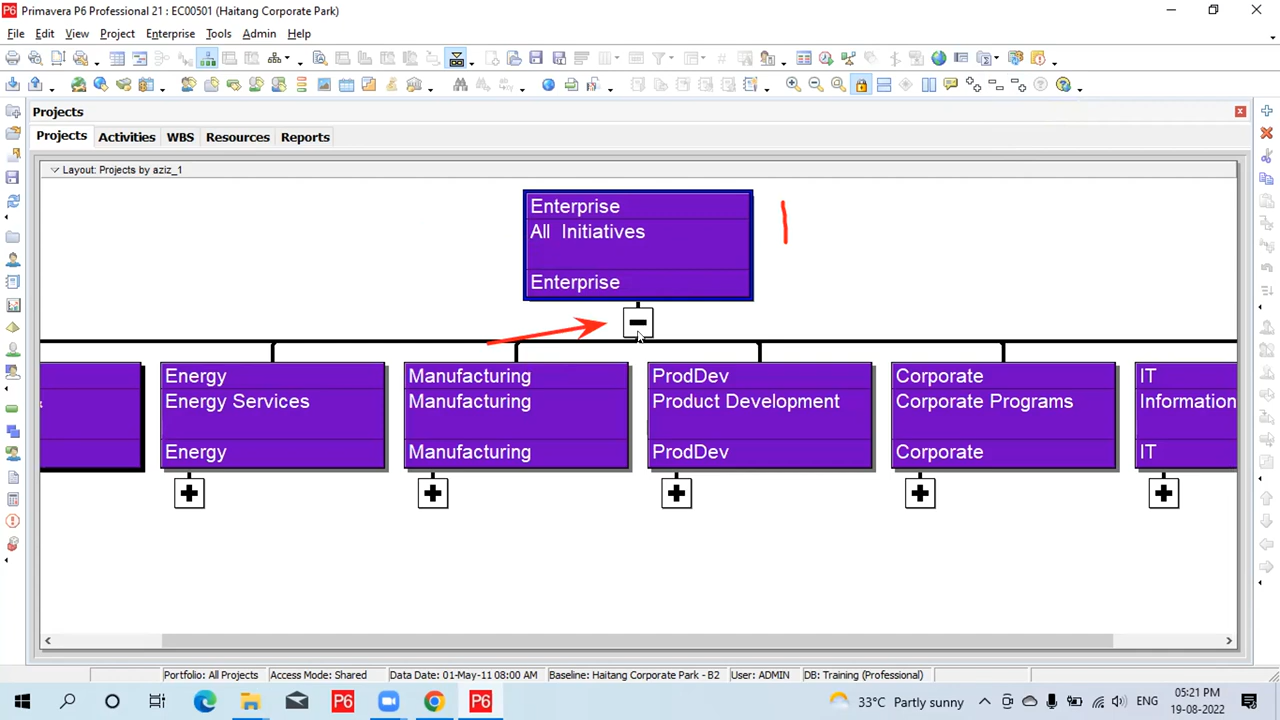 P6 Primavera P6 Professional 21 : EC00501 (Haitang Corporate Park)
File Edit View Project Enterprise Tools Admin Help
Projects
Projects Activities WBS Resources Reports
Layout: Projects by aziz_1
Enterprise
All Initiatives
Enterprise
Energy Manufacturing ProdDev Corporate IT
Energy Services Manufacturing Product Development Corporate Programs Information
Energy Manufacturing ProdDev Corporate IT
Portfolio: All Projects Access Mode: Shared Data Date: 01-May-11 08:00 AM Baseline: Haitang Corporate Park - B2 User: ADMIN DB: Training (Professional)
P6 P6 33°C Partly sunny ENG 05:21 PM
19-08-2022